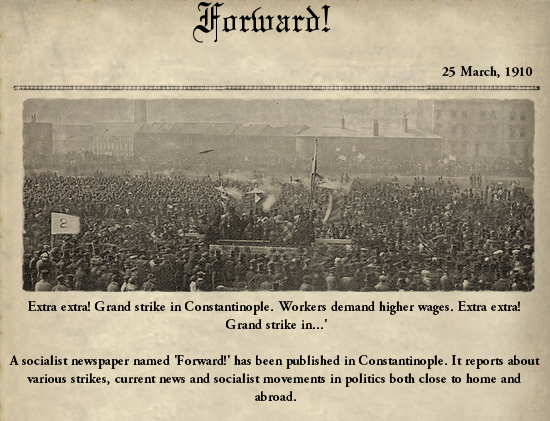 Forward!
25 March, 1910
S
Extra extra! Grand strike in Constantinople. Workers demand higher wages. Extra extra!
Grand strike in...'
A socialist newspaper named 'Forward!' has been published in Constantinople. It reports about
various strikes, current news and socialist movements in politics both close to home and
abroad.